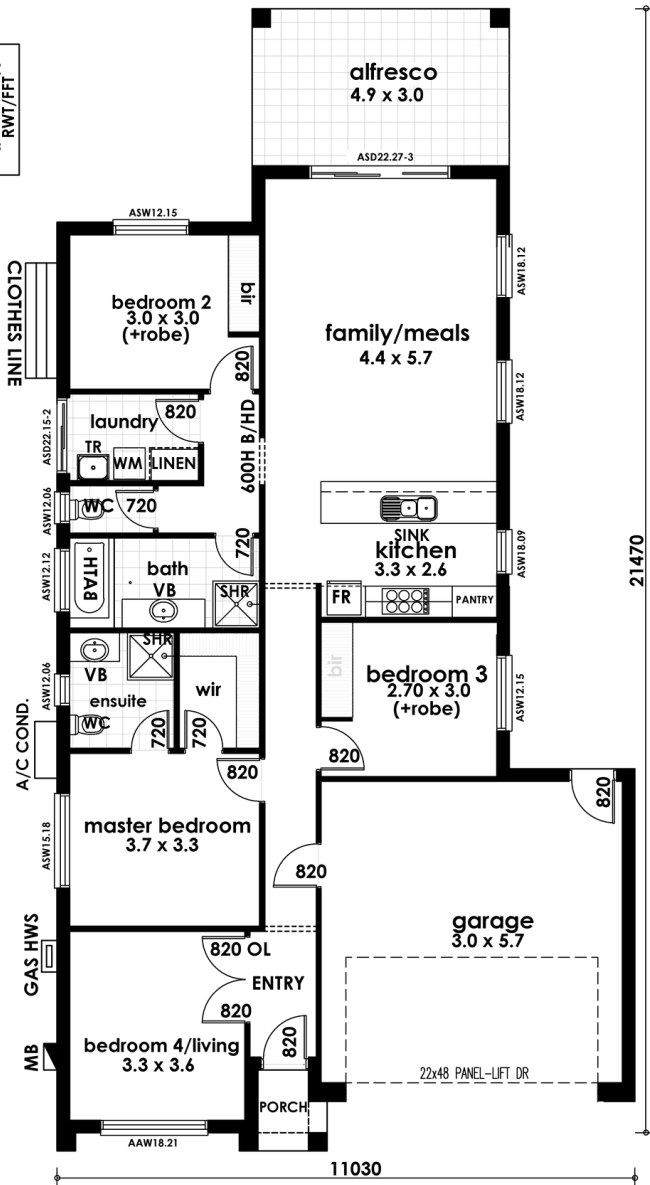 RWT/FFT
alfresco
4.9 x 3.0
ASD22.27-3
ASW12.15
CLOTHES LINE
bir
bedroom 2
3.0 x 3.0
(+robe)
820
ASW18.12
family/meals
4.4 x 5.7
ASW18.12
ASD22.15-2
laundry
820
TR
WM
LINEN
600H B/HD
ASW12.06
WC
720
SINK
kitchen
3.3 x 2.6
ASW18.09
21470
ASW12.12
BATH
bath
VB
720
SHR
FR
PANTRY
SHR
VB
ensuite
WC
ASW12.06
720
wir
720
bir
bedroom 3
2.70 x 3.0
(+robe)
ASW12.15
A/C COND.
820
820
820
master bedroom
3.7 x 3.3
ASW15.18
820
garage
3.0 x 5.7
GAS HWS
820 OL
ENTRY
820
820
MB
bedroom 4/living
3.3 x 3.6
22x48 PANEL-LIFT DR
PORCH
AAW18.21
11030